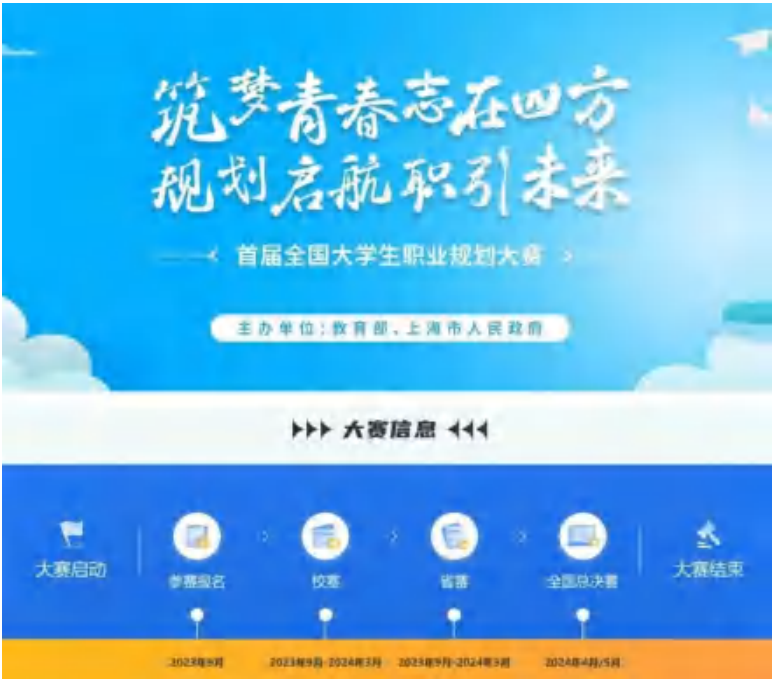 筑梦青春志在四方
规划启航职引未来
首届全国大学生职业规划大赛
主办单位:教育部、上海市人民政府
大赛信息
大赛启动
参赛报名
校赛
省赛
全国总决赛
大赛结束
2023年9月
2023年9月-2024年3月
2023年9月-2024年3月
2024年4月/5月